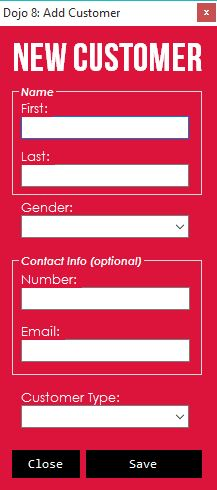 Dojo 8: Add Customer
NEW CUSTOMER
Name
First:
Last:
Gender:
Contact Info (optional)
Number:
Email:
Customer Type:
Close Save